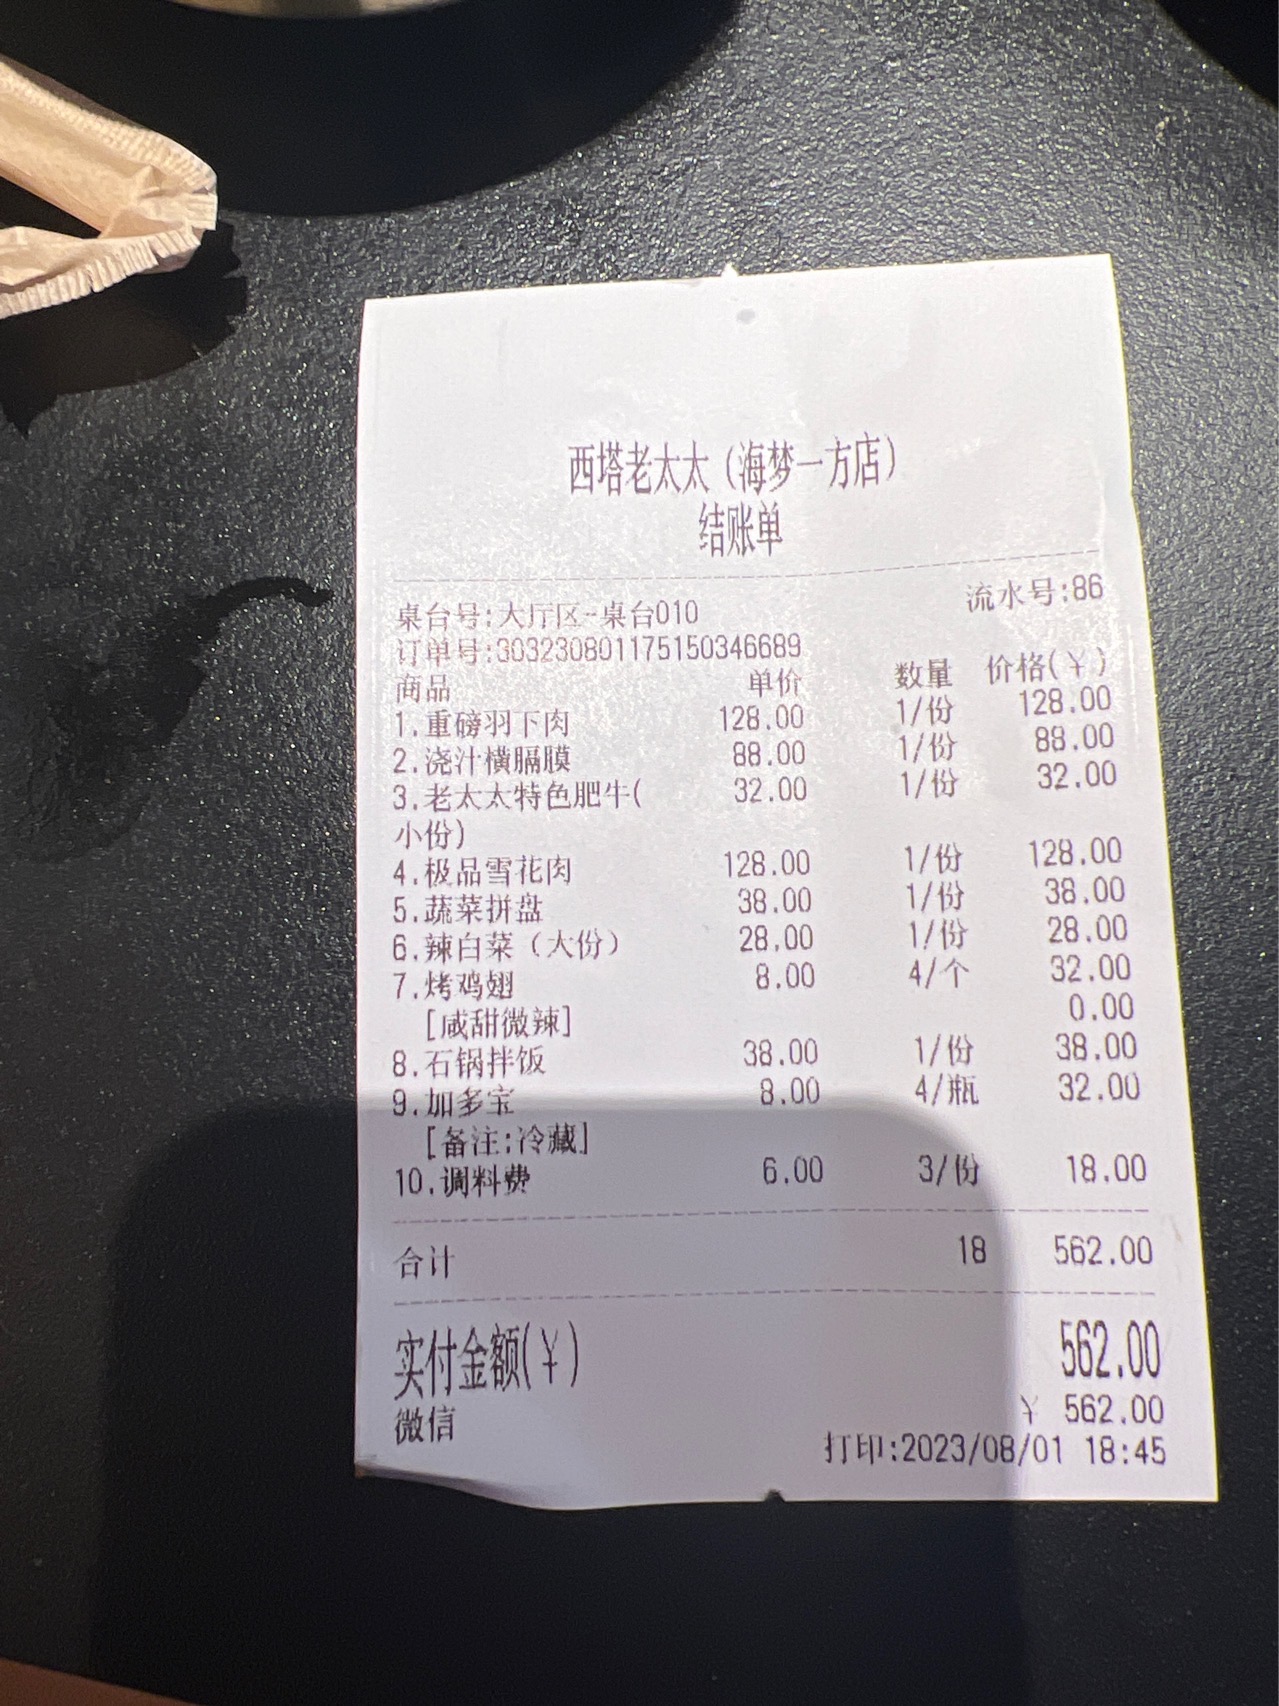 西塔老太太（海梦一方店）
结账单
桌台号:大厅区-桌台010 流水号:86
订单号:303230801175150346689
商品 单价 数量 价格(¥)
1.重磅羽下肉 128.00 1/份 128.00
2.浇汁横膈膜 88.00 1/份 88.00
3.老太太特色肥牛( 32.00 1/份 32.00
小份)
4.极品雪花肉 128.00 1/份 128.00
5.蔬菜拼盘 38.00 1/份 38.00
6.辣白菜（大份） 28.00 1/份 28.00
7.烤鸡翅 8.00 4/个 32.00
[咸甜微辣] 0.00
8.石锅拌饭 38.00 1/份 38.00
9.加多宝 8.00 4/瓶 32.00
[备注:冷藏]
10.调料费 6.00 3/份 18.00
合计 18 562.00
实付金额(¥) 562.00
微信 ¥ 562.00
打印:2023/08/01 18:45